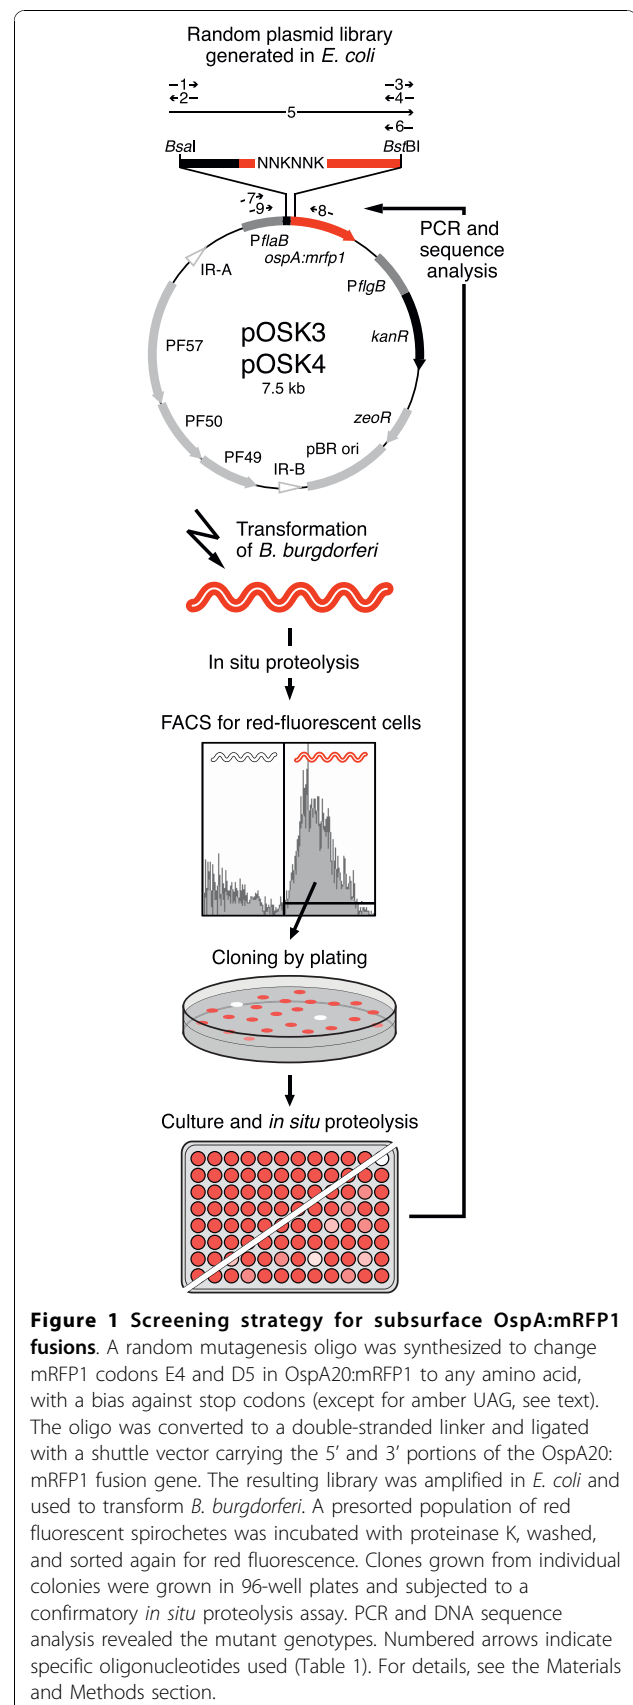 Random plasmid library
generated in E. coli
1
2
3
4
5
6
BsaI
BstBI
NNKNNK
7
9
8
PflaB
ospA:mrfp1
PCR and
sequence
analysis
IR-A
PflgB
PF57
pOSK3
pOSK4
7.5 kb
kanR
PF50
zeoR
PF49
IR-B
pBR ori
Transformation
of B. burgdorferi
In situ proteolysis
FACS for red-fluorescent cells
Cloning by plating
Culture and in situ proteolysis
Figure 1 Screening strategy for subsurface OspA:mRFP1
fusions. A random mutagenesis oligo was synthesized to change
mRFP1 codons E4 and D5 in OspA20:mRFP1 to any amino acid,
with a bias against stop codons (except for amber UAG, see text).
The oligo was converted to a double-stranded linker and ligated
with a shuttle vector carrying the 5′ and 3′ portions of the OspA20:
mRFP1 fusion gene. The resulting library was amplified in E. coli and
used to transform B. burgdorferi. A presorted population of red
fluorescent spirochetes was incubated with proteinase K, washed,
and sorted again for red fluorescence. Clones grown from individual
colonies were grown in 96-well plates and subjected to a
confirmatory in situ proteolysis assay. PCR and DNA sequence
analysis revealed the mutant genotypes. Numbered arrows indicate
specific oligonucleotides used (Table 1). For details, see the Materials
and Methods section.